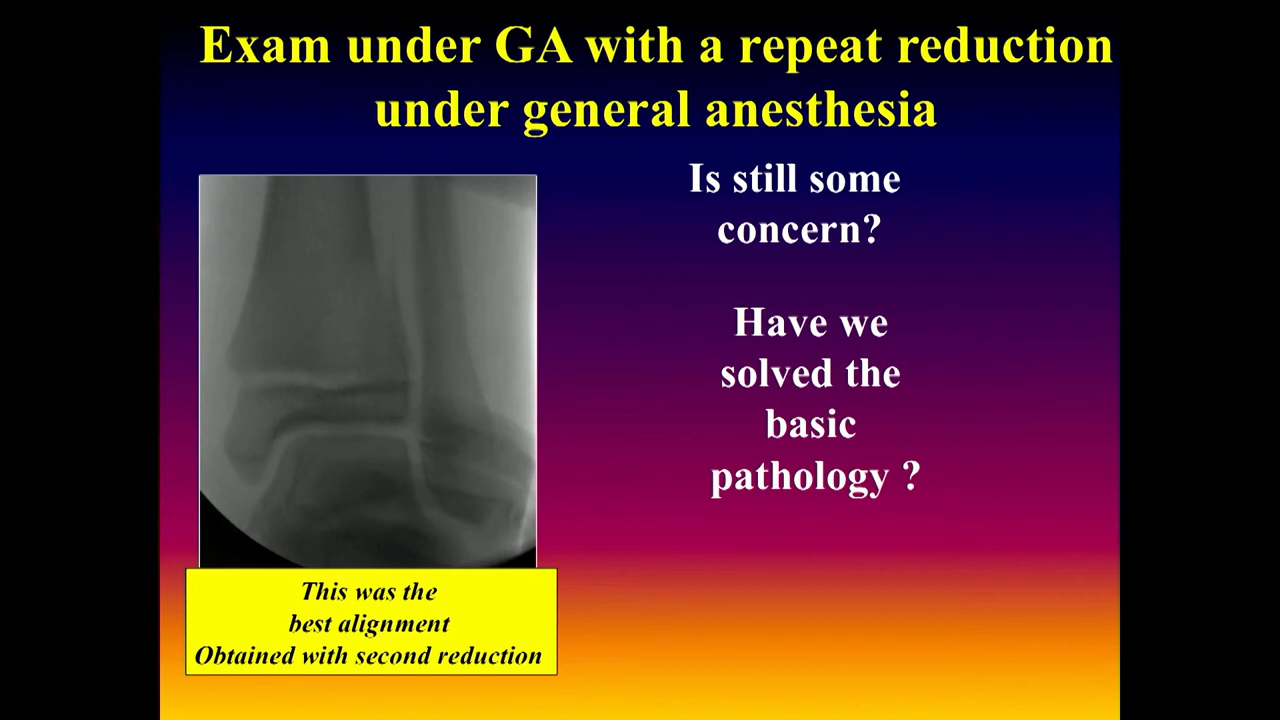 Exam under GA with a repeat reduction
under general anesthesia
Is still some
concern?
Have we
solved the
basic
pathology ?
This was the
best alignment
Obtained with second reduction